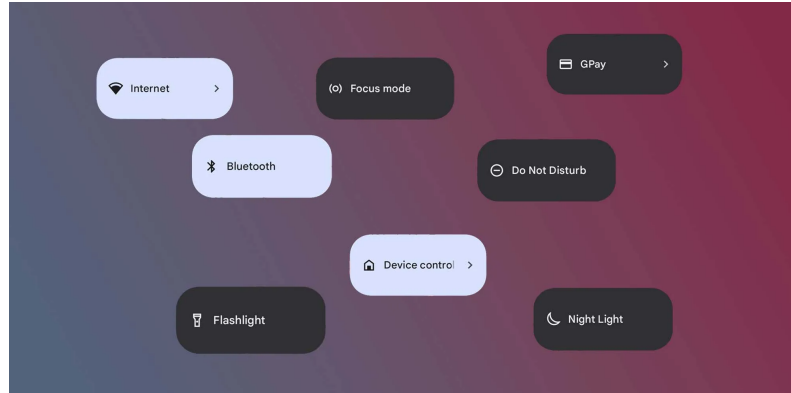 GPay
Internet
Focus mode
Bluetooth
Do Not Disturb
Device control
Flashlight
Night Light